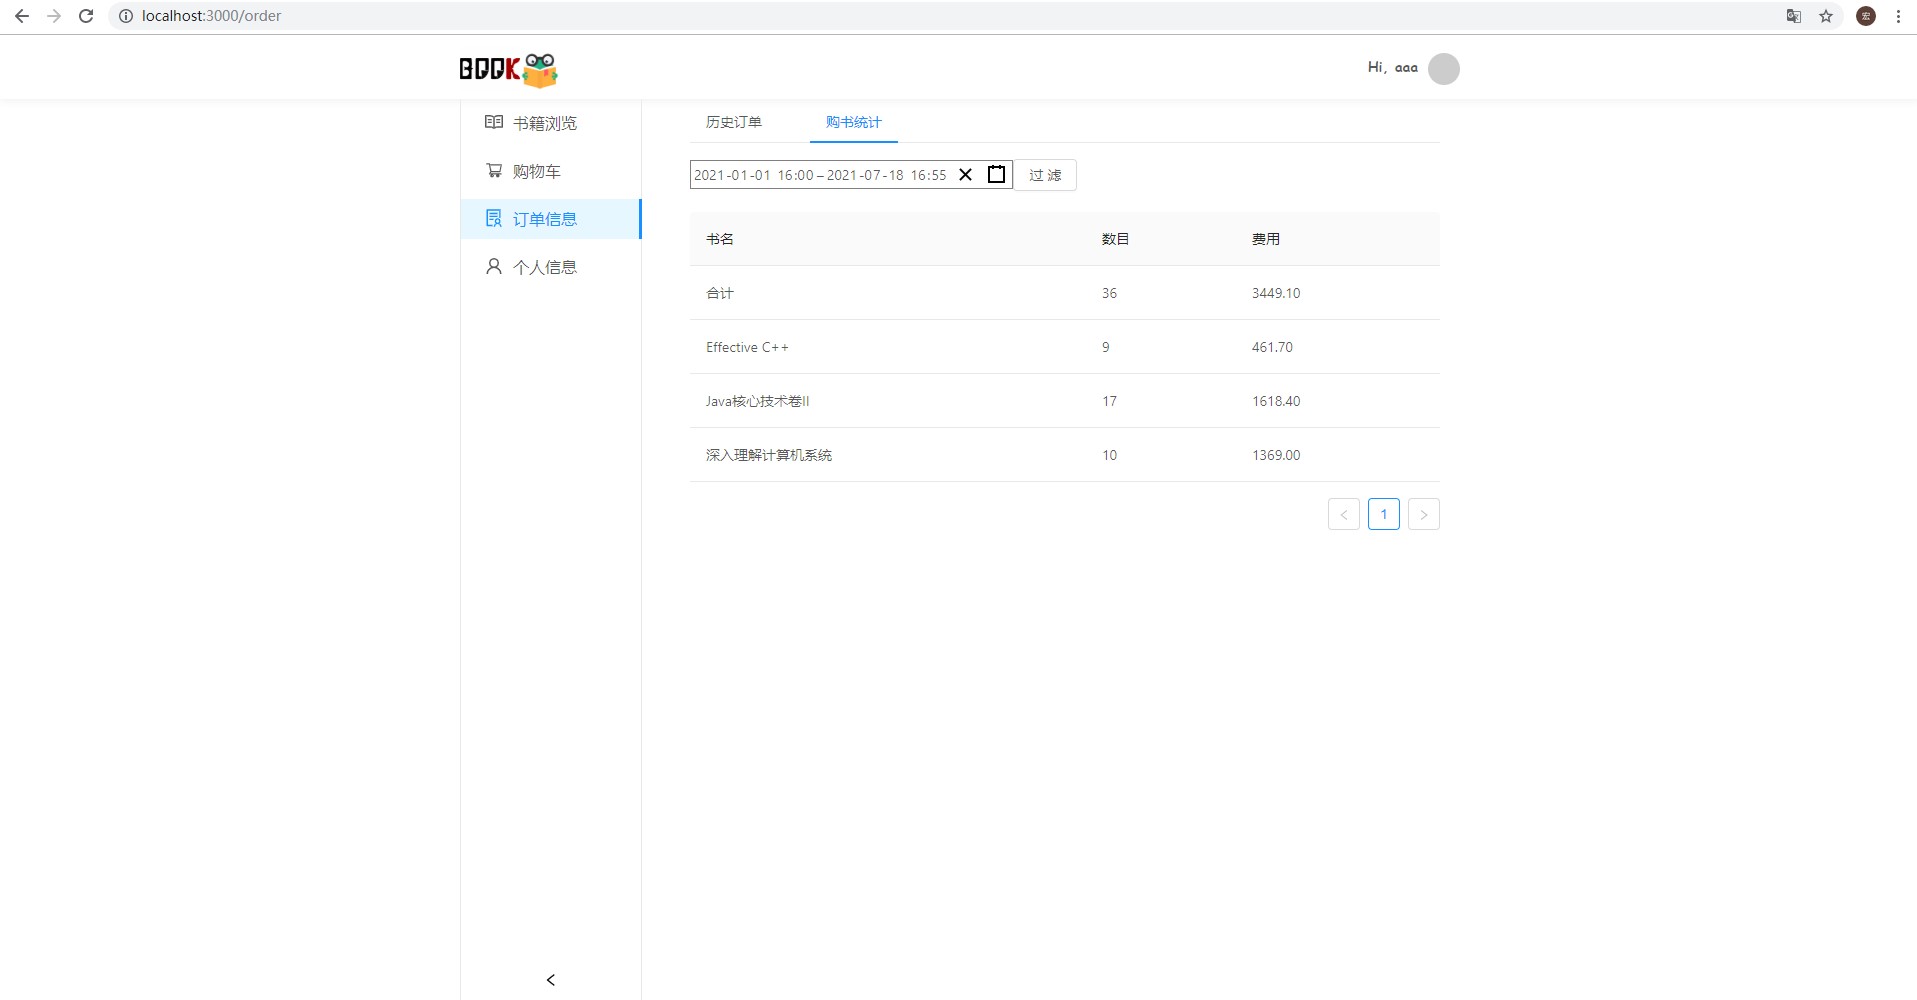 localhost:3000/order
BOOK
Hi, aaa
书籍浏览
购物车
订单信息
个人信息
历史订单 购书统计
2021-01-01 16:00 – 2021-07-18 16:55 过 滤
书名 数目 费用
合计 36 3449.10
Effective C++ 9 461.70
Java核心技术卷II 17 1618.40
深入理解计算机系统 10 1369.00
< 1 >